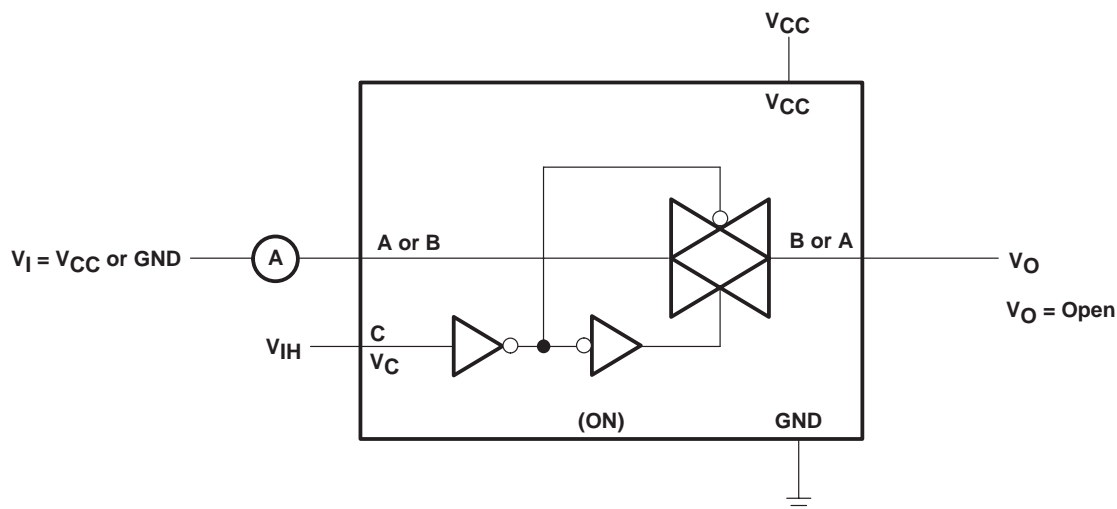 VCC
VCC
A or B
B or A
VI = VCC or GND
A
VO
VO = Open
VIH
C
VC
(ON)
GND